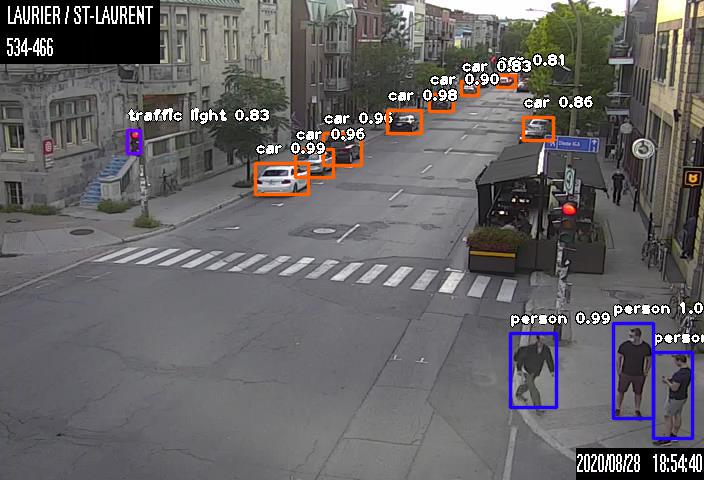 LAURIER / ST-LAURENT
534-466
0.81
car 0.83
car 0.90
car 0.98
car 0.86
traffic light 0.83
car 0.96
car 0.96
car 0.99
person 0.99
person 1.0
person
2020/08/28 18:54:40